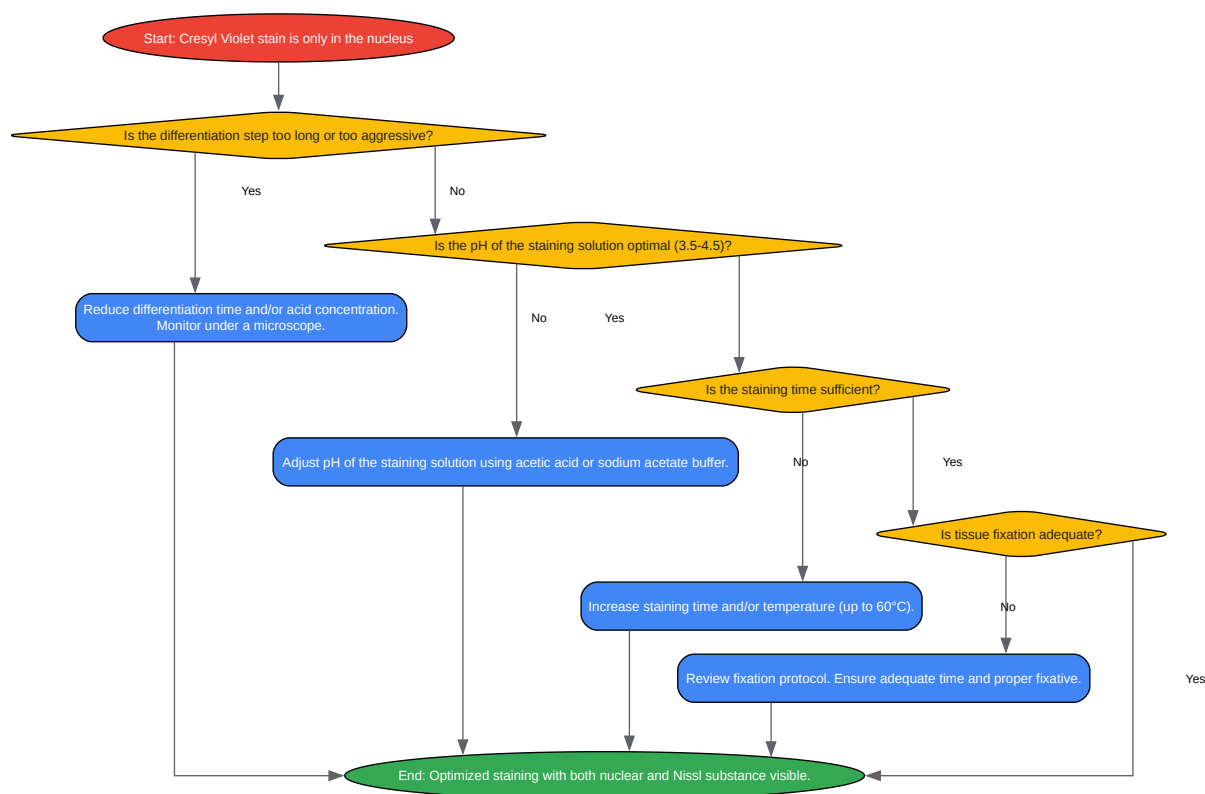 Start: Cresyl Violet stain is only in the nucleus
Is the differentiation step too long or too aggressive?
Yes
No
Is the pH of the staining solution optimal (3.5-4.5)?
Reduce differentiation time and/or acid concentration.
Monitor under a microscope.
No
Yes
Is the staining time sufficient?
Adjust pH of the staining solution using acetic acid or sodium acetate buffer.
No
Yes
Is tissue fixation adequate?
Increase staining time and/or temperature (up to 60°C).
No
Review fixation protocol. Ensure adequate time and proper fixative.
Yes
End: Optimized staining with both nuclear and Nissl substance visible.